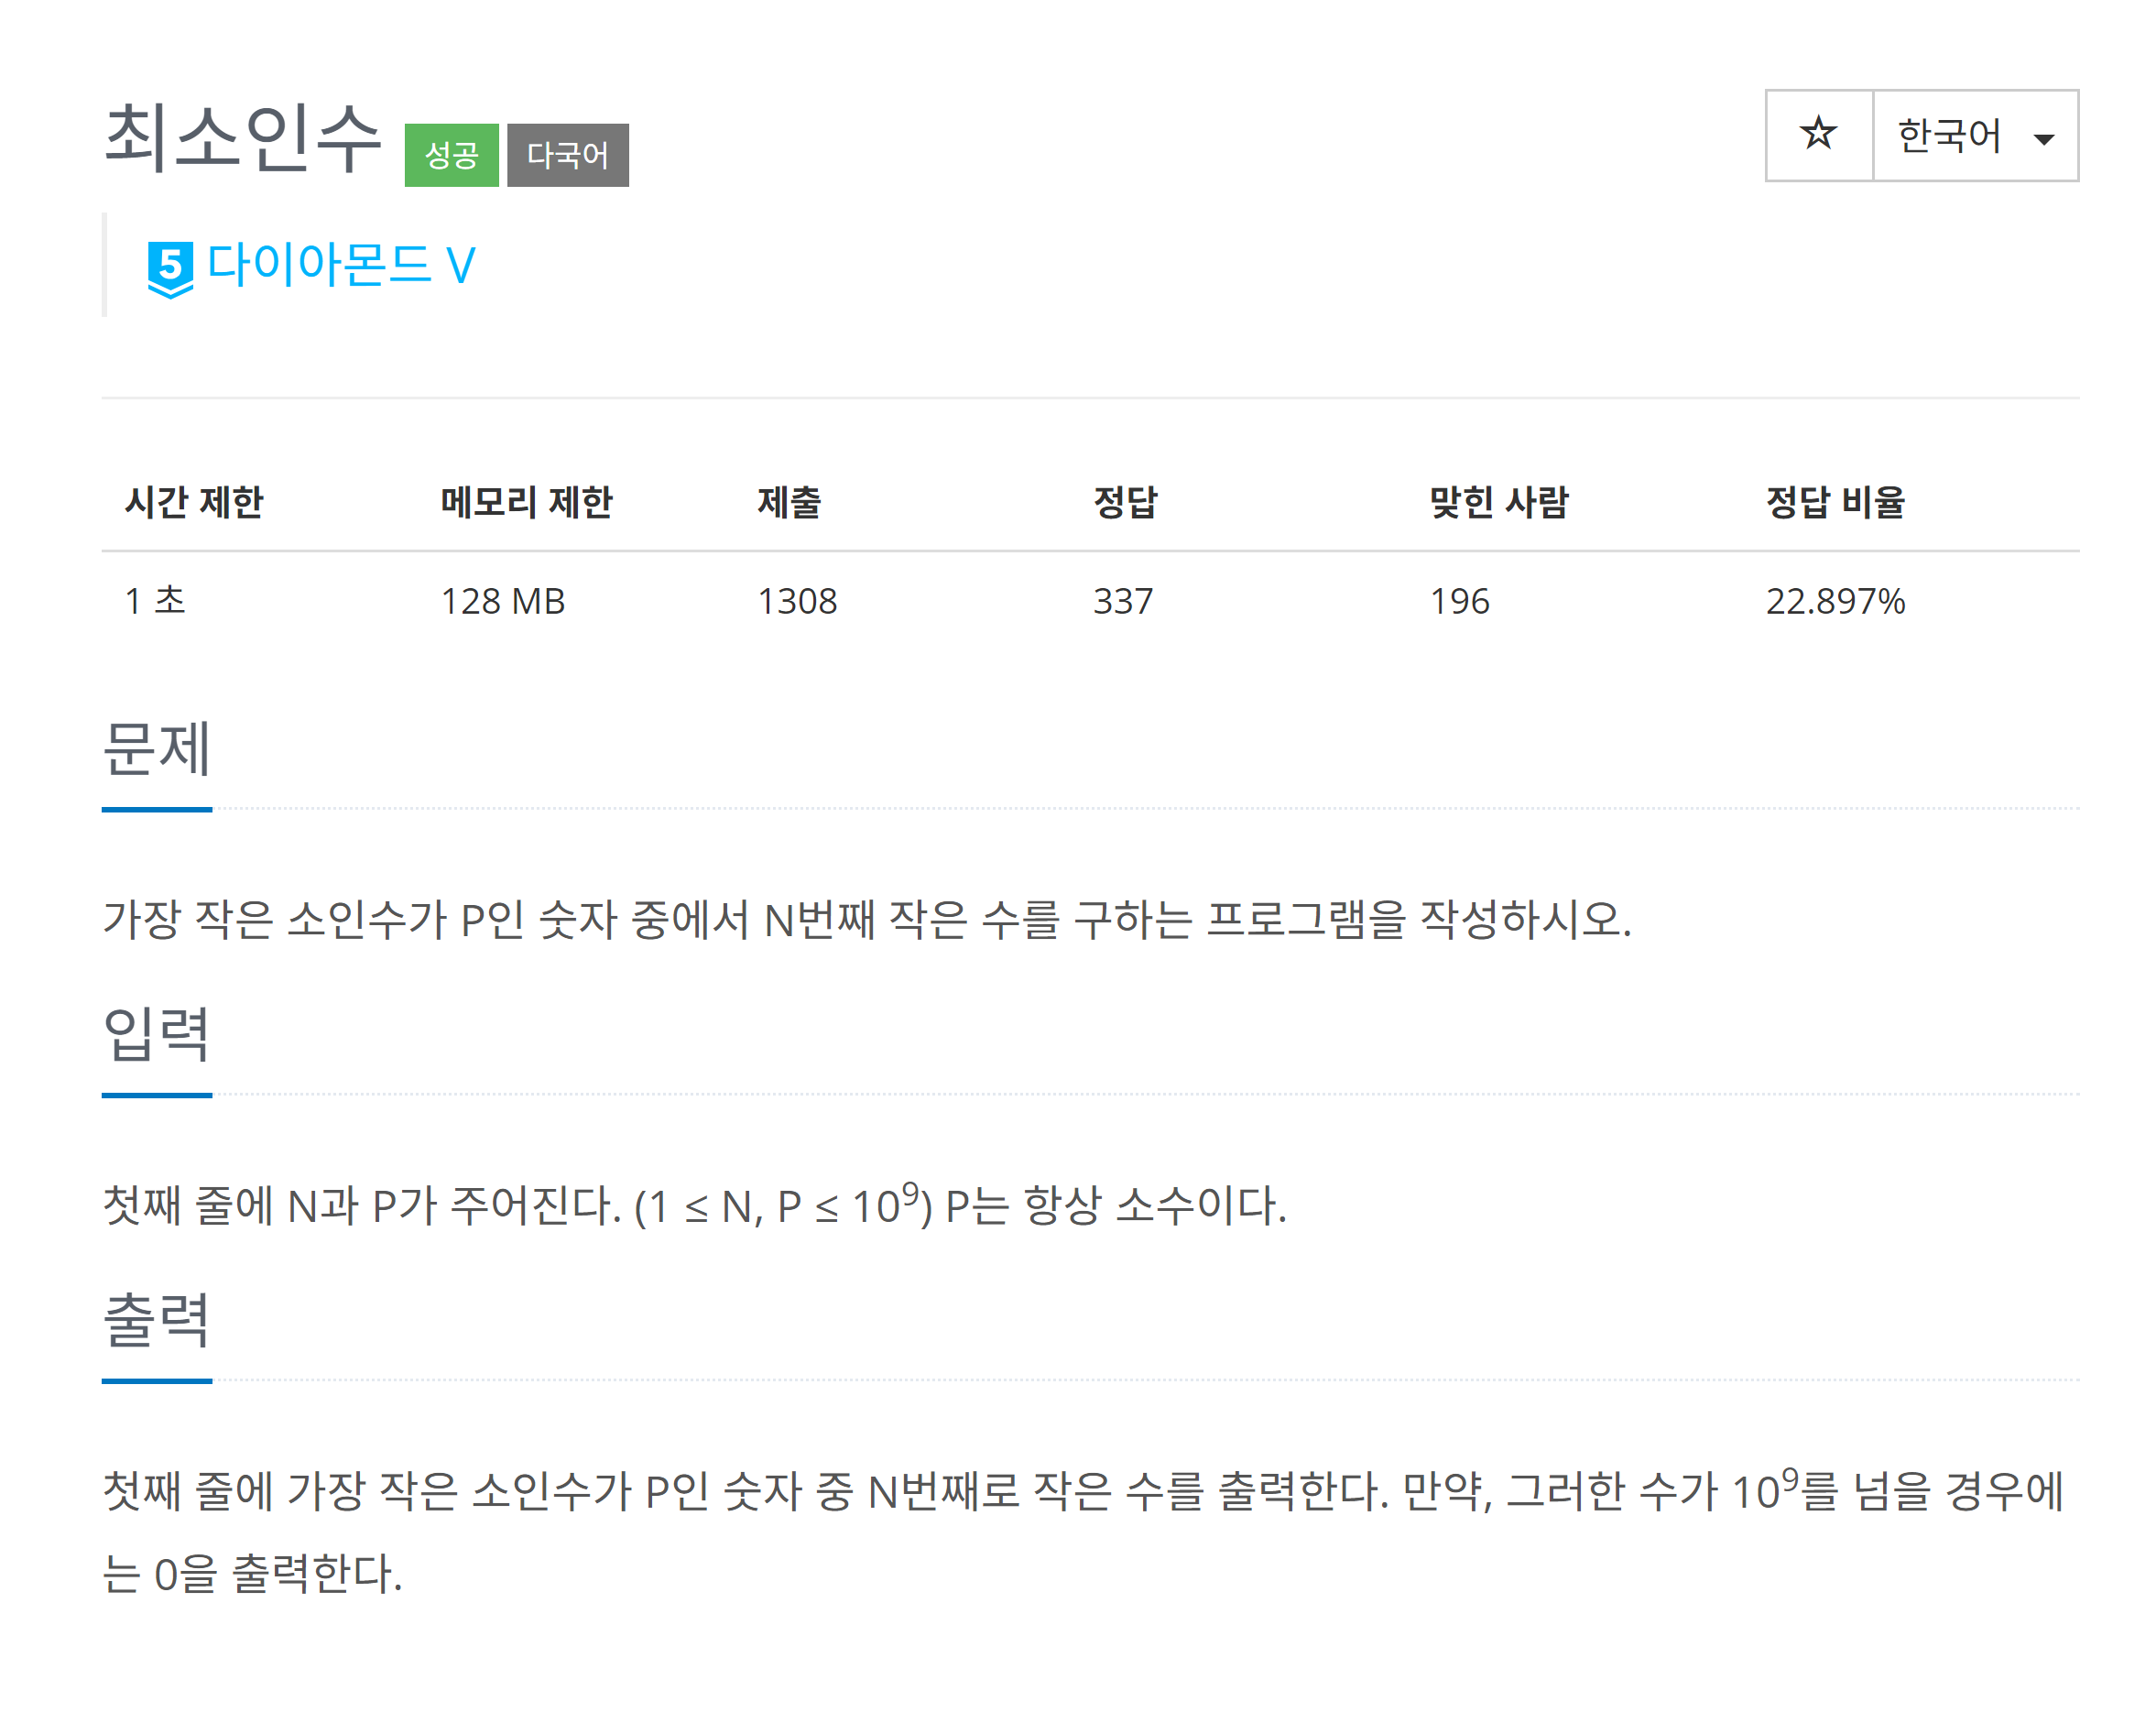 최소인수 성공 다국어 ☆ 한국어
5 다이아몬드 V
시간 제한 메모리 제한 제출 정답 맞힌 사람 정답 비율
1 초 128 MB 1308 337 196 22.897%
문제
가장 작은 소인수가 P인 숫자 중에서 N번째 작은 수를 구하는 프로그램을 작성하시오.
입력
첫째 줄에 N과 P가 주어진다. (1 ≤ N, P ≤ 10⁹) P는 항상 소수이다.
출력
첫째 줄에 가장 작은 소인수가 P인 숫자 중 N번째로 작은 수를 출력한다. 만약, 그러한 수가 10⁹를 넘을 경우에
는 0을 출력한다.